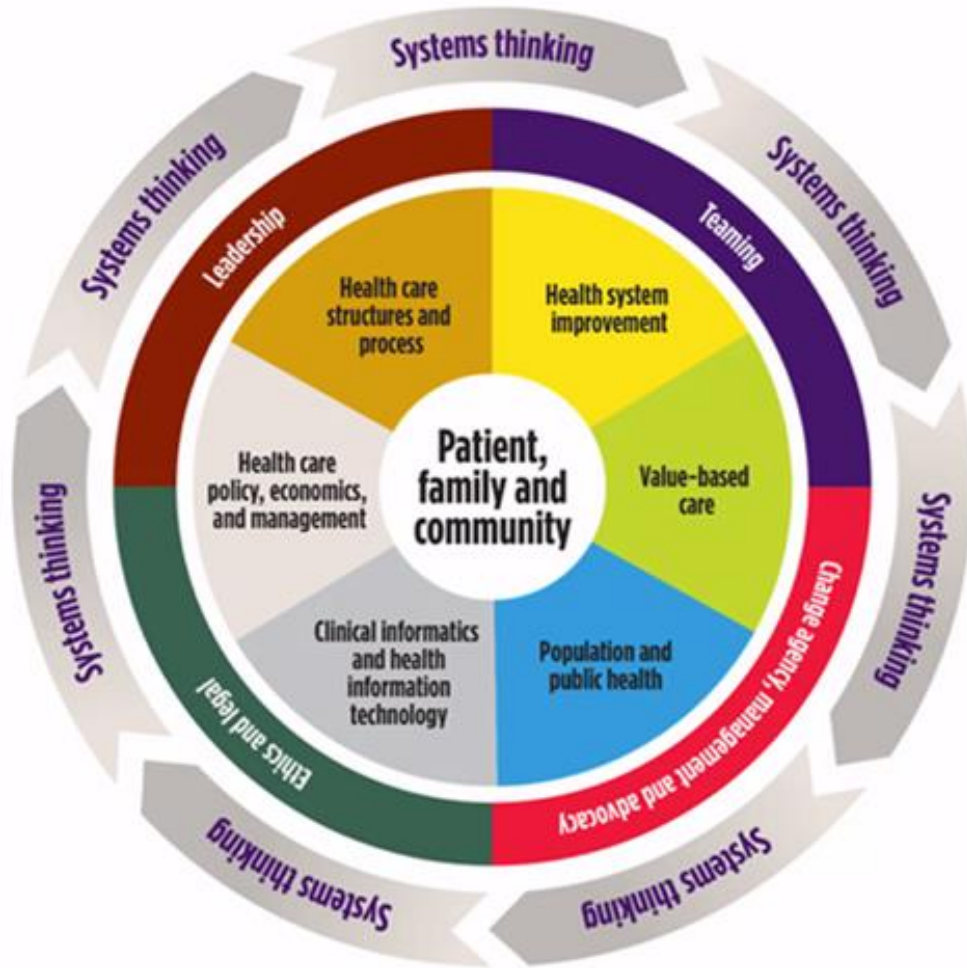 Systems thinking
Systems thinking
Systems thinking
Systems thinking
Systems thinking
Systems thinking
Systems thinking
Leadership
Teaming
Change agency, management and advocacy
Ethics and legal
Health care
structures and
process
Health system
improvement
Value-based
care
Population and
public health
Clinical informatics
and health
information
technology
Health care
policy, economics,
and management
Patient,
family and
community